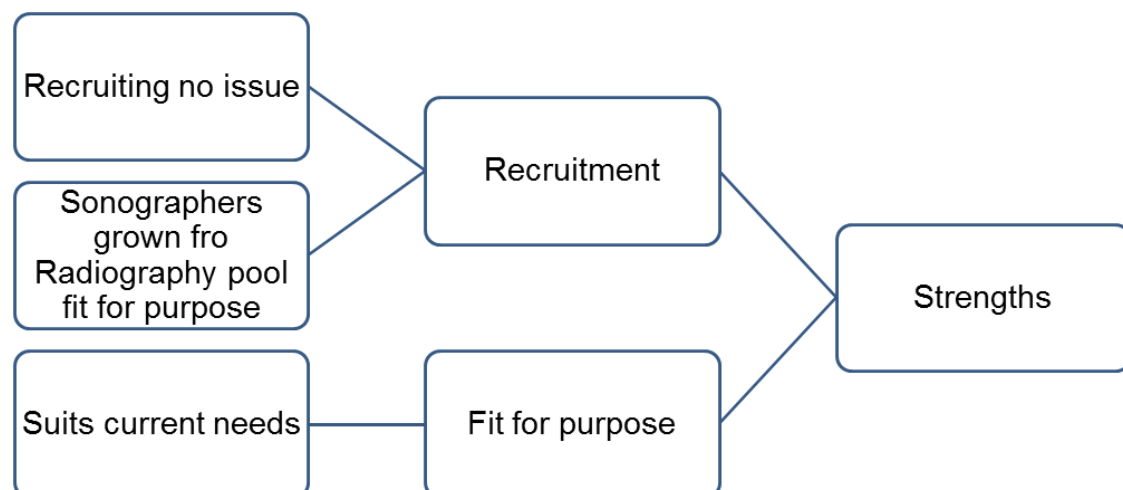 Recruiting no issue
Sonographers
grown fro
Radiography pool
fit for purpose
Suits current needs
Recruitment
Fit for purpose
Strengths